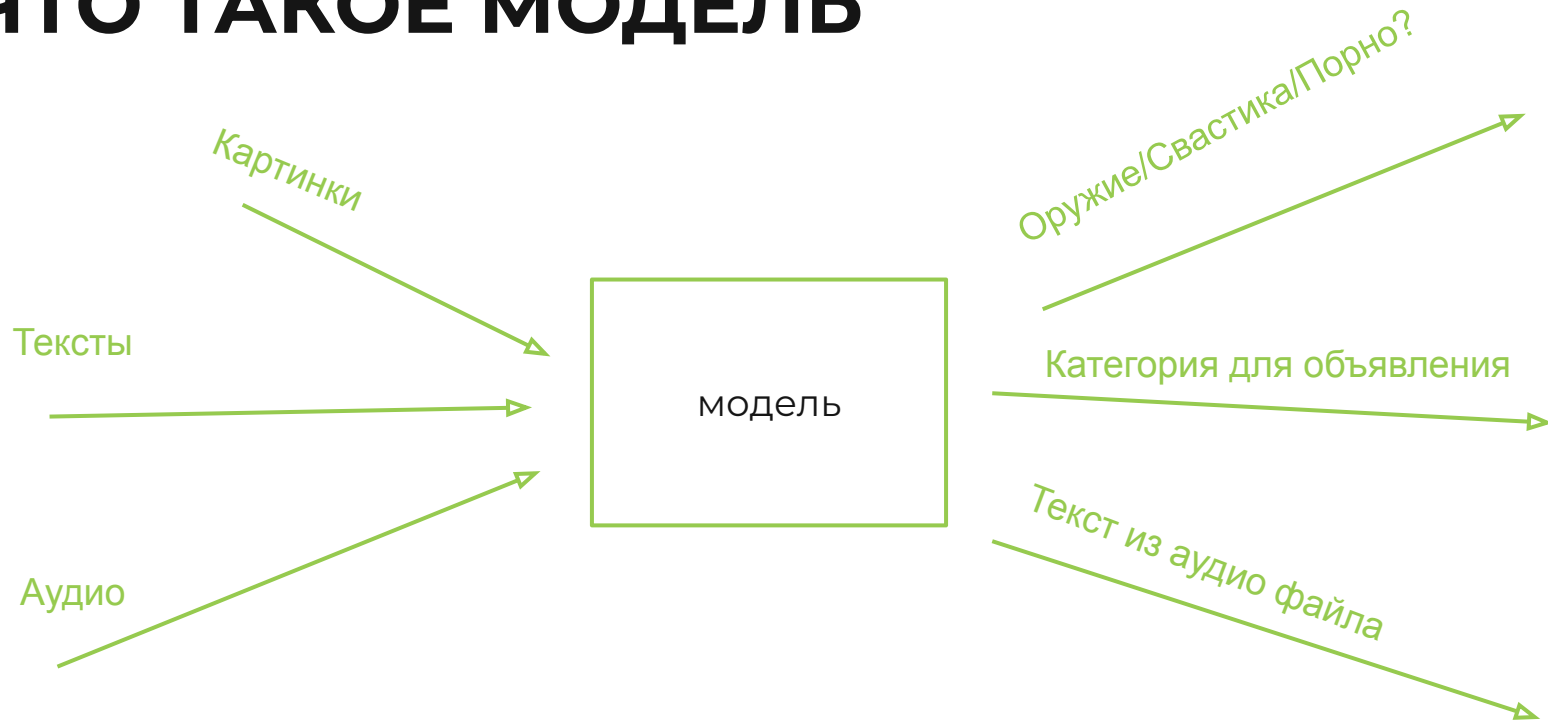 ЧТО ТАКОЕ МОДЕЛЬ
Картинки
Тексты
Аудио
модель
Оружие/Свастика/Порно?
Категория для объявления
Текст из аудио файла